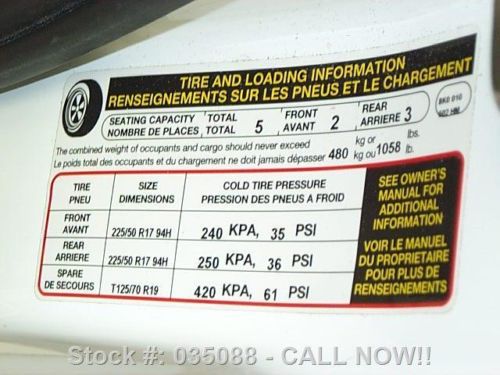 TIRE AND LOADING INFORMATION
RENSEIGNEMENTS SUR LES PNEUS ET LE CHARGEMENT
SEATING CAPACITY TOTAL 5 FRONT 2 REAR 3
NOMBRE DE PLACES TOTAL AVANT ARRIERE
The combined weight of occupants and cargo should never exceed 480 kg or 1058 lbs.
Le poids total des occupants et du chargement ne doit jamais dépasser kg ou lb.
TIRE SIZE COLD TIRE PRESSURE
PNEU DIMENSIONS PRESSION DES PNEUS A FROID
FRONT
AVANT 225/50 R17 94H 240 KPA, 35 PSI
REAR
ARRIERE 225/50 R17 94H 250 KPA, 36 PSI
SPARE
DE SECOURS T125/70 R19 420 KPA, 61 PSI
SEE OWNER'S
MANUAL FOR
ADDITIONAL
INFORMATION
VOIR LE MANUEL
DU PROPRIETAIRE
POUR PLUS DE
RENSEIGNEMENTS
Stock #: 035088 - CALL NOW!!